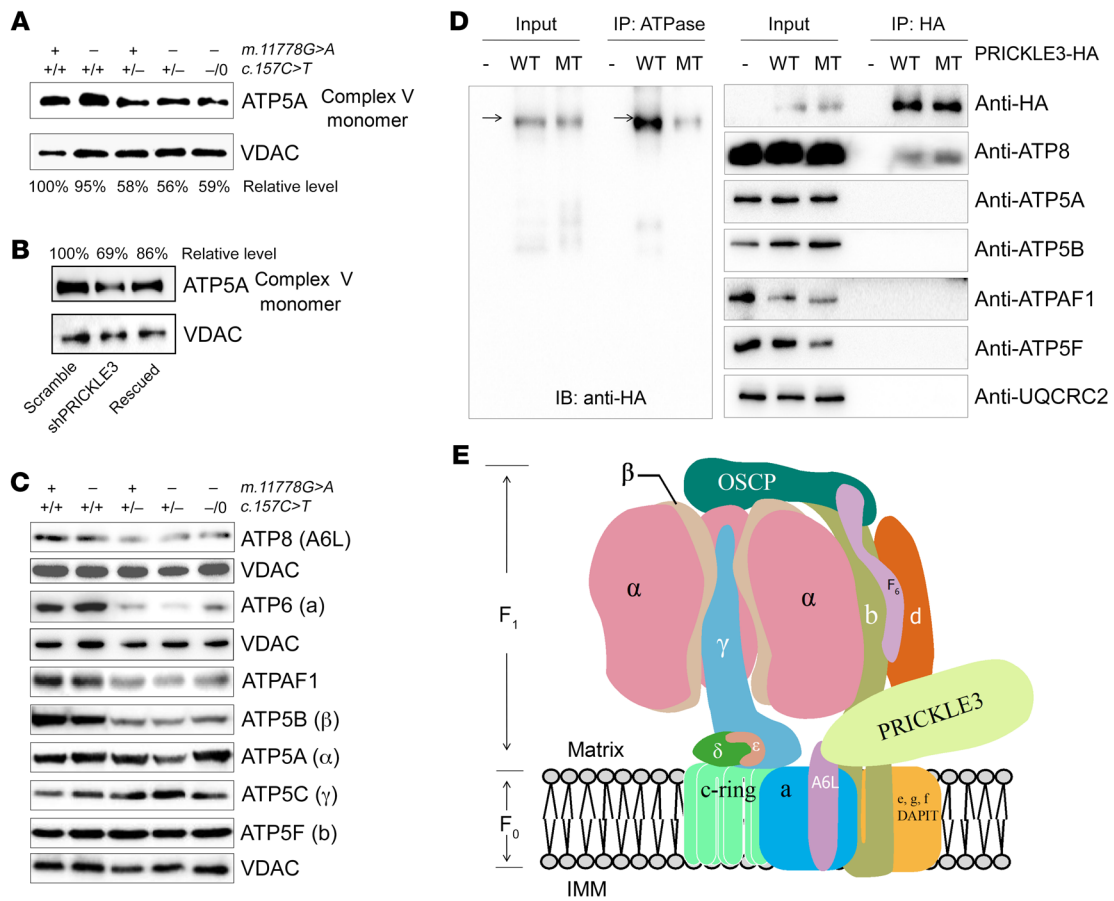 A
+ – + – – m.11778G>A
+/+ +/+ +/– +/– –/0 c.157C>T
ATP5A Complex V
monomer
VDAC
100% 95% 58% 56% 59% Relative level
B
100% 69% 86% Relative level
ATP5A Complex V
monomer
VDAC
Scramble
shPRICKLE3
Rescued
C
+ – + – – m.11778G>A
+/+ +/+ +/– +/– –/0 c.157C>T
ATP8 (A6L)
VDAC
ATP6 (a)
VDAC
ATPAF1
ATP5B (β)
ATP5A (α)
ATP5C (γ)
ATP5F (b)
VDAC
D
Input IP: ATPase Input IP: HA
- WT MT - WT MT - WT MT - WT MT PRICKLE3-HA
IB: anti-HA
Anti-HA
Anti-ATP8
Anti-ATP5A
Anti-ATP5B
Anti-ATPAF1
Anti-ATP5F
Anti-UQCRC2
E
β
OSCP
α
α
γ
b
F6
d
F1
PRICKLE3
δ
ε
Matrix
c-ring
a
A6L
e, g, f
DAPIT
F0
IMM